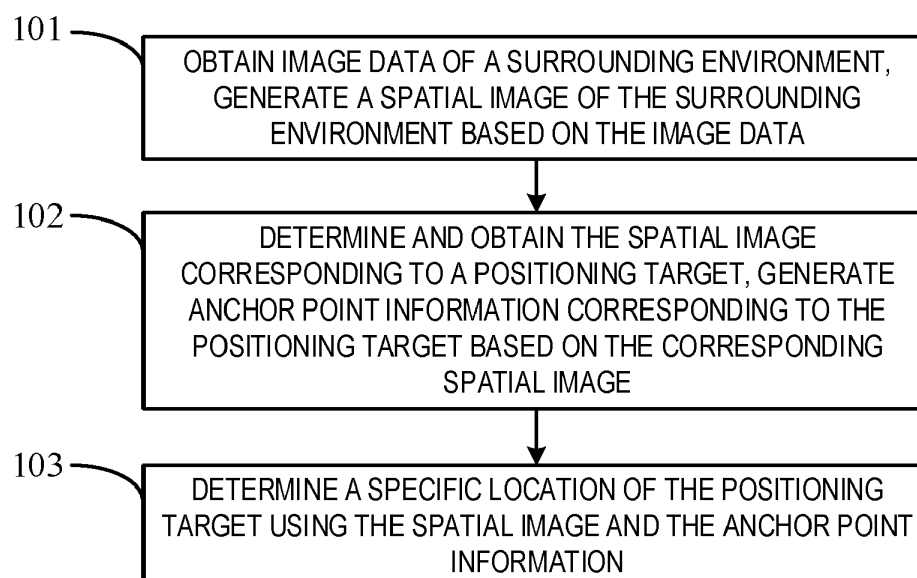 101
OBTAIN IMAGE DATA OF A SURROUNDING ENVIRONMENT,
GENERATE A SPATIAL IMAGE OF THE SURROUNDING
ENVIRONMENT BASED ON THE IMAGE DATA
102
DETERMINE AND OBTAIN THE SPATIAL IMAGE
CORRESPONDING TO A POSITIONING TARGET, GENERATE
ANCHOR POINT INFORMATION CORRESPONDING TO THE
POSITIONING TARGET BASED ON THE CORRESPONDING
SPATIAL IMAGE
103
DETERMINE A SPECIFIC LOCATION OF THE POSITIONING
TARGET USING THE SPATIAL IMAGE AND THE ANCHOR POINT
INFORMATION